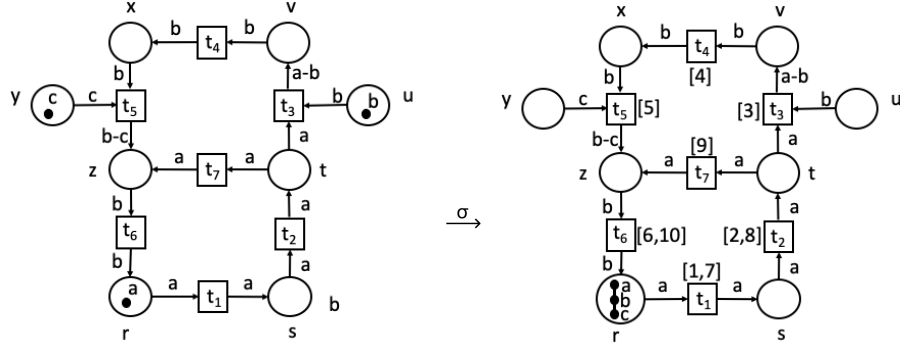 x b t4 b v
b a-b
y c c t5 t3 b b u
b-c a
z a t7 a t
b a
t6 t2
b a
a a t1 a b
r s
σ
x b t4 b v
b [4] a-b
y c t5 [5] [3] t3 b u
b-c [9] a
z a t7 a t
b a
t6 [6,10] [2,8] t2
b [1,7] a
a b c a t1 a
r s